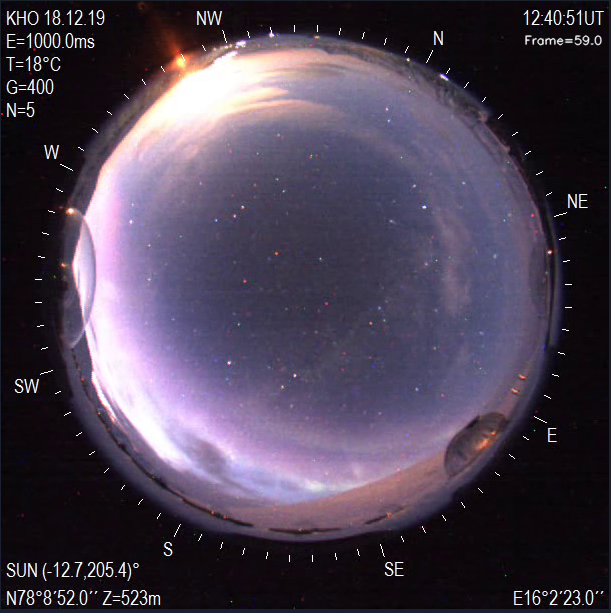 KHO 18.12.19
12:40:51UT
E=1000.0ms
Frame=59.0
T=18°C
G=400
N=5
NW
N
W
NE
SW
E
S
SE
SUN (-12.7,205.4)°
N78°8´52.0´´ Z=523m
E16°2´23.0´´